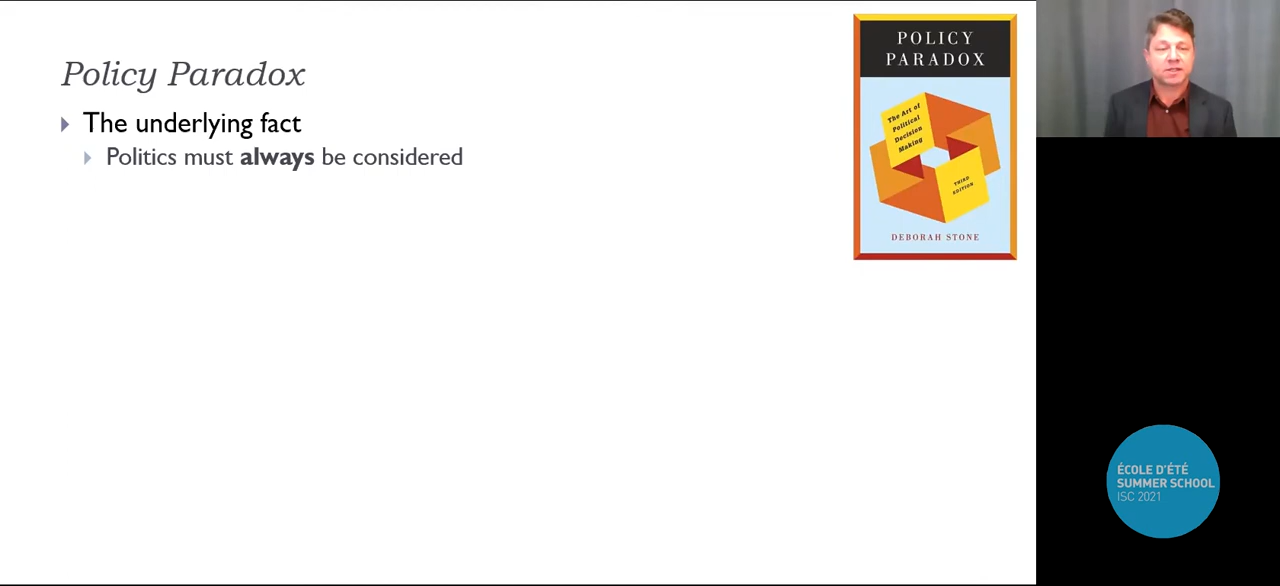 Policy Paradox
The underlying fact
Politics must always be considered
POLICY
PARADOX
The Art of
Political
Decision
Making
THIRD
EDITION
DEBORAH STONE
ÉCOLE D'ÉTÉ
SUMMER SCHOOL
ISC 2021